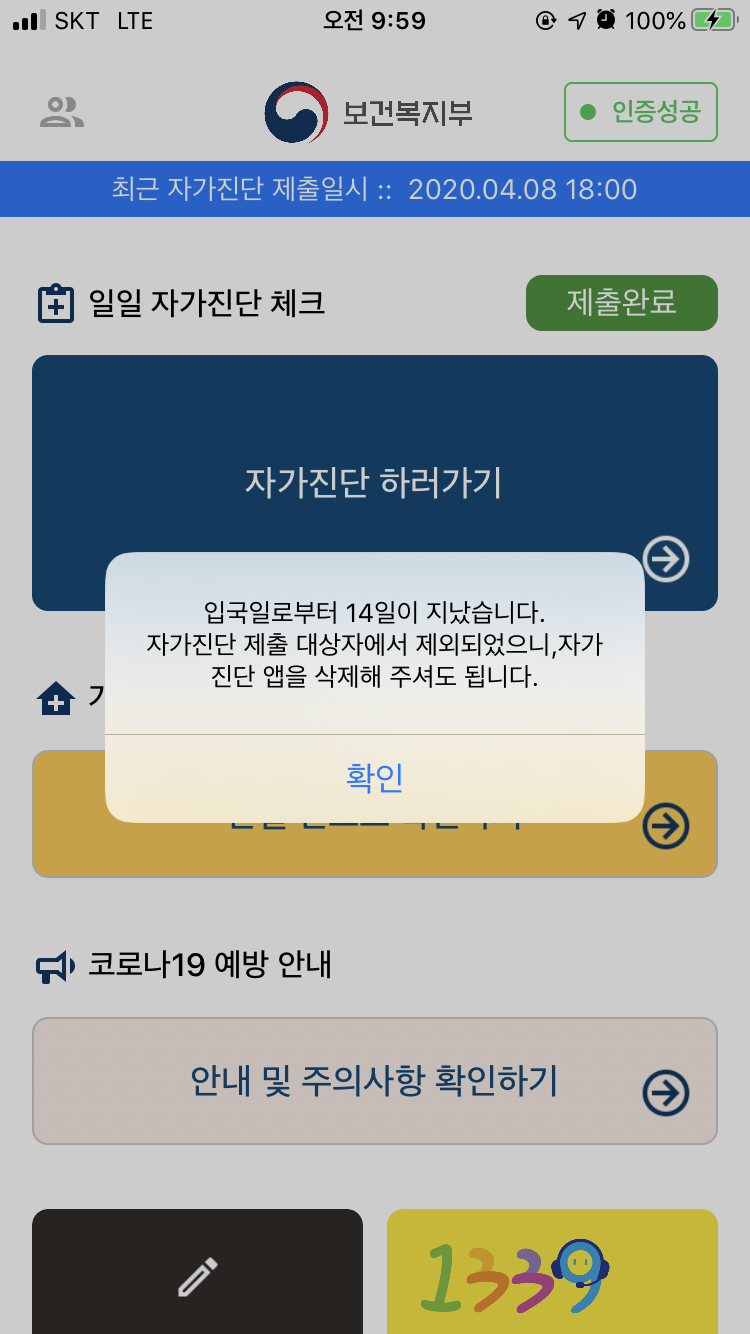 SKT LTE 오전 9:59 100%
보건복지부 인증성공
최근 자가진단 제출일시 :: 2020.04.08 18:00
일일 자가진단 체크 제출완료
자가진단 하러가기
입국일로부터 14일이 지났습니다.
자가진단 제출 대상자에서 제외되었으니,자가
진단 앱을 삭제해 주셔도 됩니다.
확인
코로나19 예방 안내
안내 및 주의사항 확인하기
1339